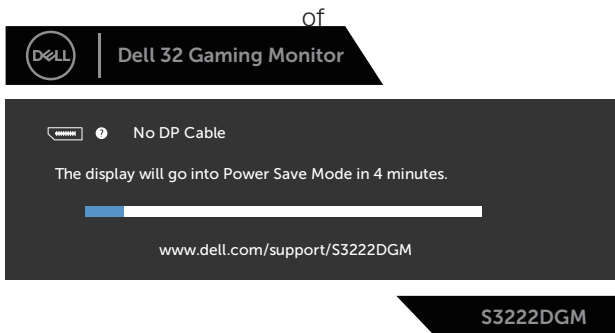 of
DELL
Dell 32 Gaming Monitor
? No DP Cable
The display will go into Power Save Mode in 4 minutes.
www.dell.com/support/S3222DGM
S3222DGM